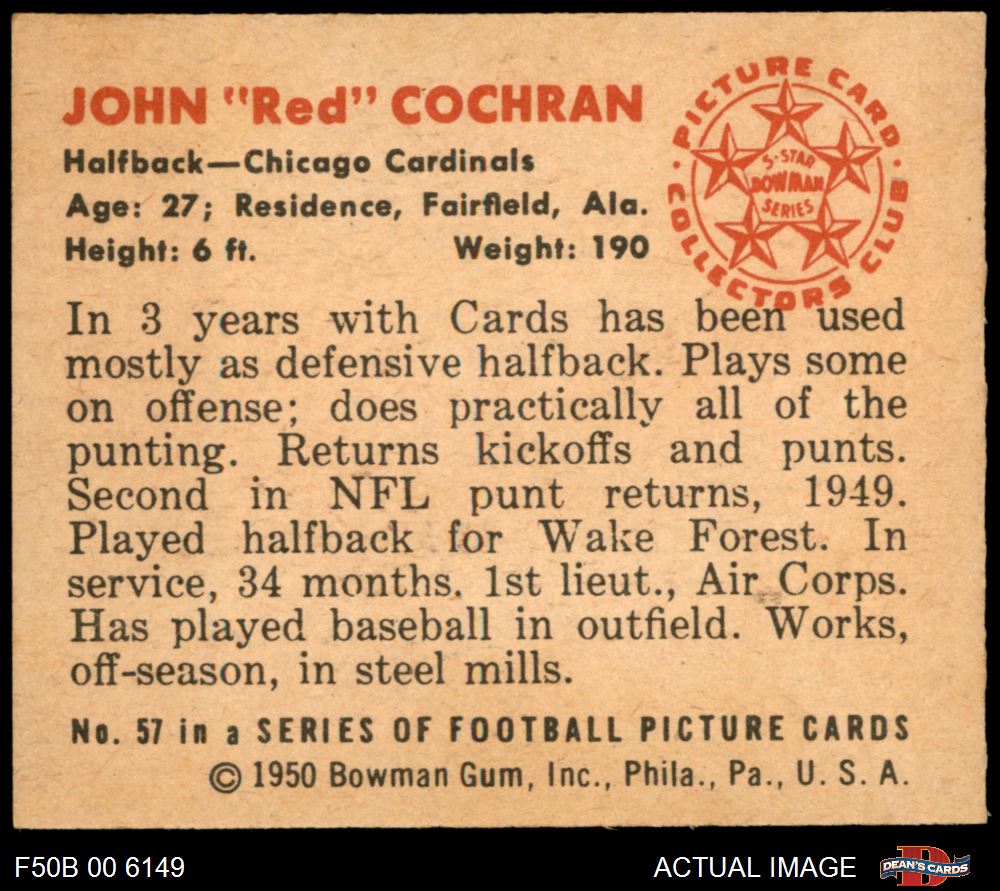 JOHN "Red" COCHRAN
Halfback—Chicago Cardinals
Age: 27; Residence, Fairfield, Ala.
Height: 6 ft. Weight: 190
PICTURE CARD
COLLECTORS CLUB
5-STAR
BOWMAN
SERIES
In 3 years with Cards has been used
mostly as defensive halfback. Plays some
on offense; does practically all of the
punting. Returns kickoffs and punts.
Second in NFL punt returns, 1949.
Played halfback for Wake Forest. In
service, 34 months. 1st lieut., Air Corps.
Has played baseball in outfield. Works,
off-season, in steel mills.
No. 57 in a SERIES OF FOOTBALL PICTURE CARDS
© 1950 Bowman Gum, Inc., Phila., Pa., U. S. A.
F50B 00 6149
ACTUAL IMAGE
DEAN'S CARDS